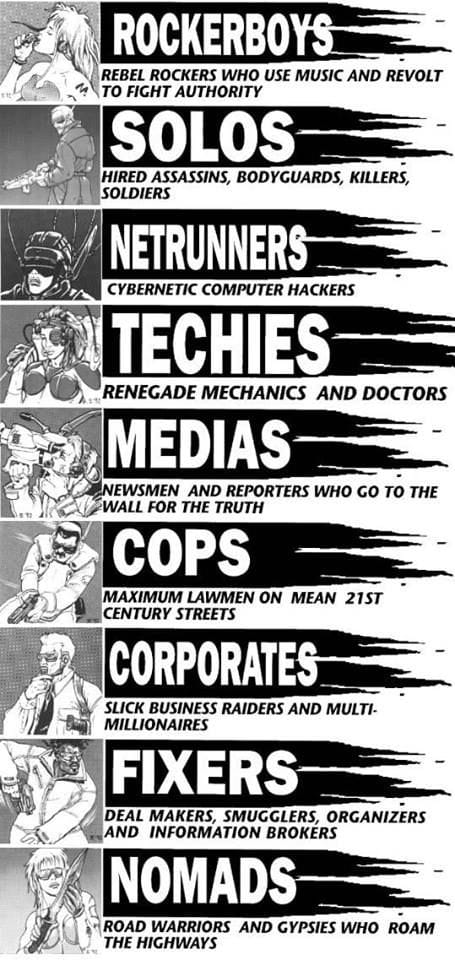 ROCKERBOYS
REBEL ROCKERS WHO USE MUSIC AND REVOLT
TO FIGHT AUTHORITY
SOLOS
HIRED ASSASSINS, BODYGUARDS, KILLERS,
SOLDIERS
NETRUNNERS
CYBERNETIC COMPUTER HACKERS
TECHIES
RENEGADE MECHANICS AND DOCTORS
MEDIAS
NEWSMEN AND REPORTERS WHO GO TO THE
WALL FOR THE TRUTH
COPS
MAXIMUM LAWMEN ON MEAN 21ST
CENTURY STREETS
CORPORATES
SLICK BUSINESS RAIDERS AND MULTI-
MILLIONAIRES
FIXERS
DEAL MAKERS, SMUGGLERS, ORGANIZERS
AND INFORMATION BROKERS
NOMADS
ROAD WARRIORS AND GYPSIES WHO ROAM
THE HIGHWAYS